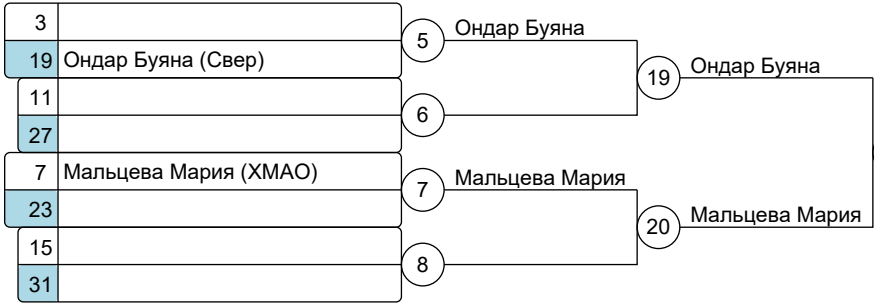 3
19 Ондар Буяна (Свер)
5 Ондар Буяна
11
27
6
19 Ондар Буяна
7 Мальцева Мария (ХМАО)
23
7 Мальцева Мария
15
31
8
20 Мальцева Мария